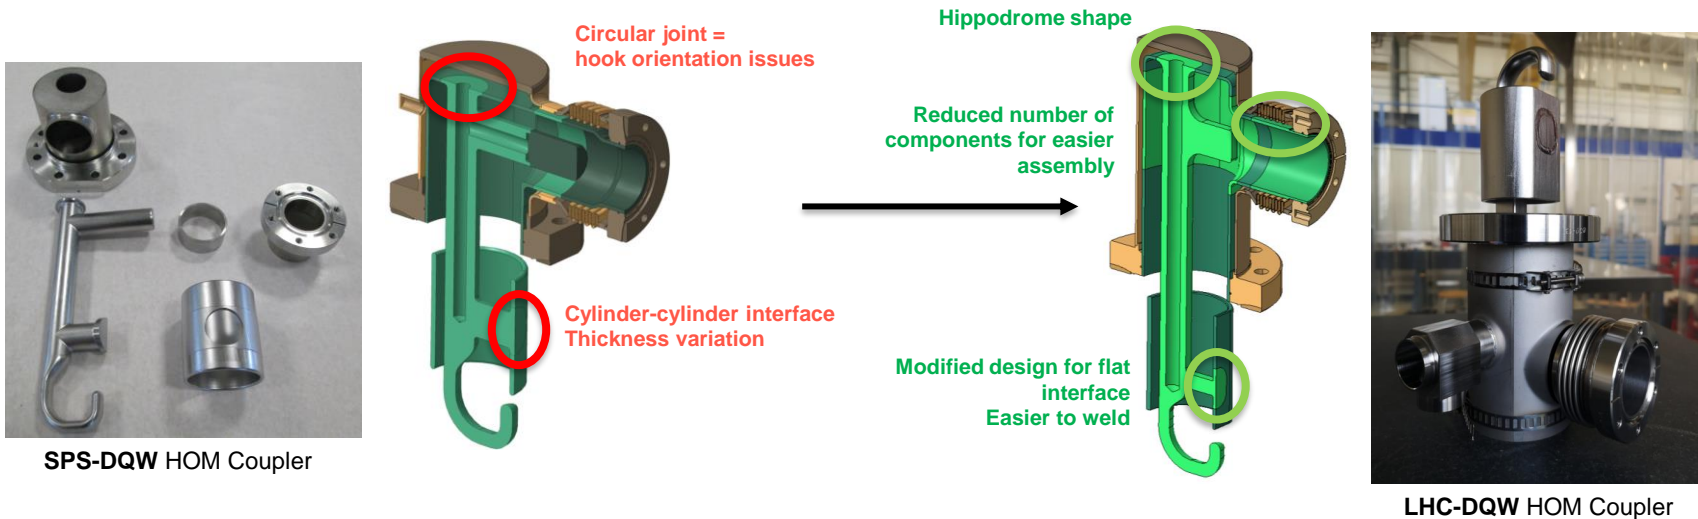 Circular joint =
hook orientation issues
Cylinder-cylinder interface
Thickness variation
SPS-DQW HOM Coupler
Hippodrome shape
Reduced number of
components for easier
assembly
Modified design for flat
interface
Easier to weld
LHC-DQW HOM Coupler